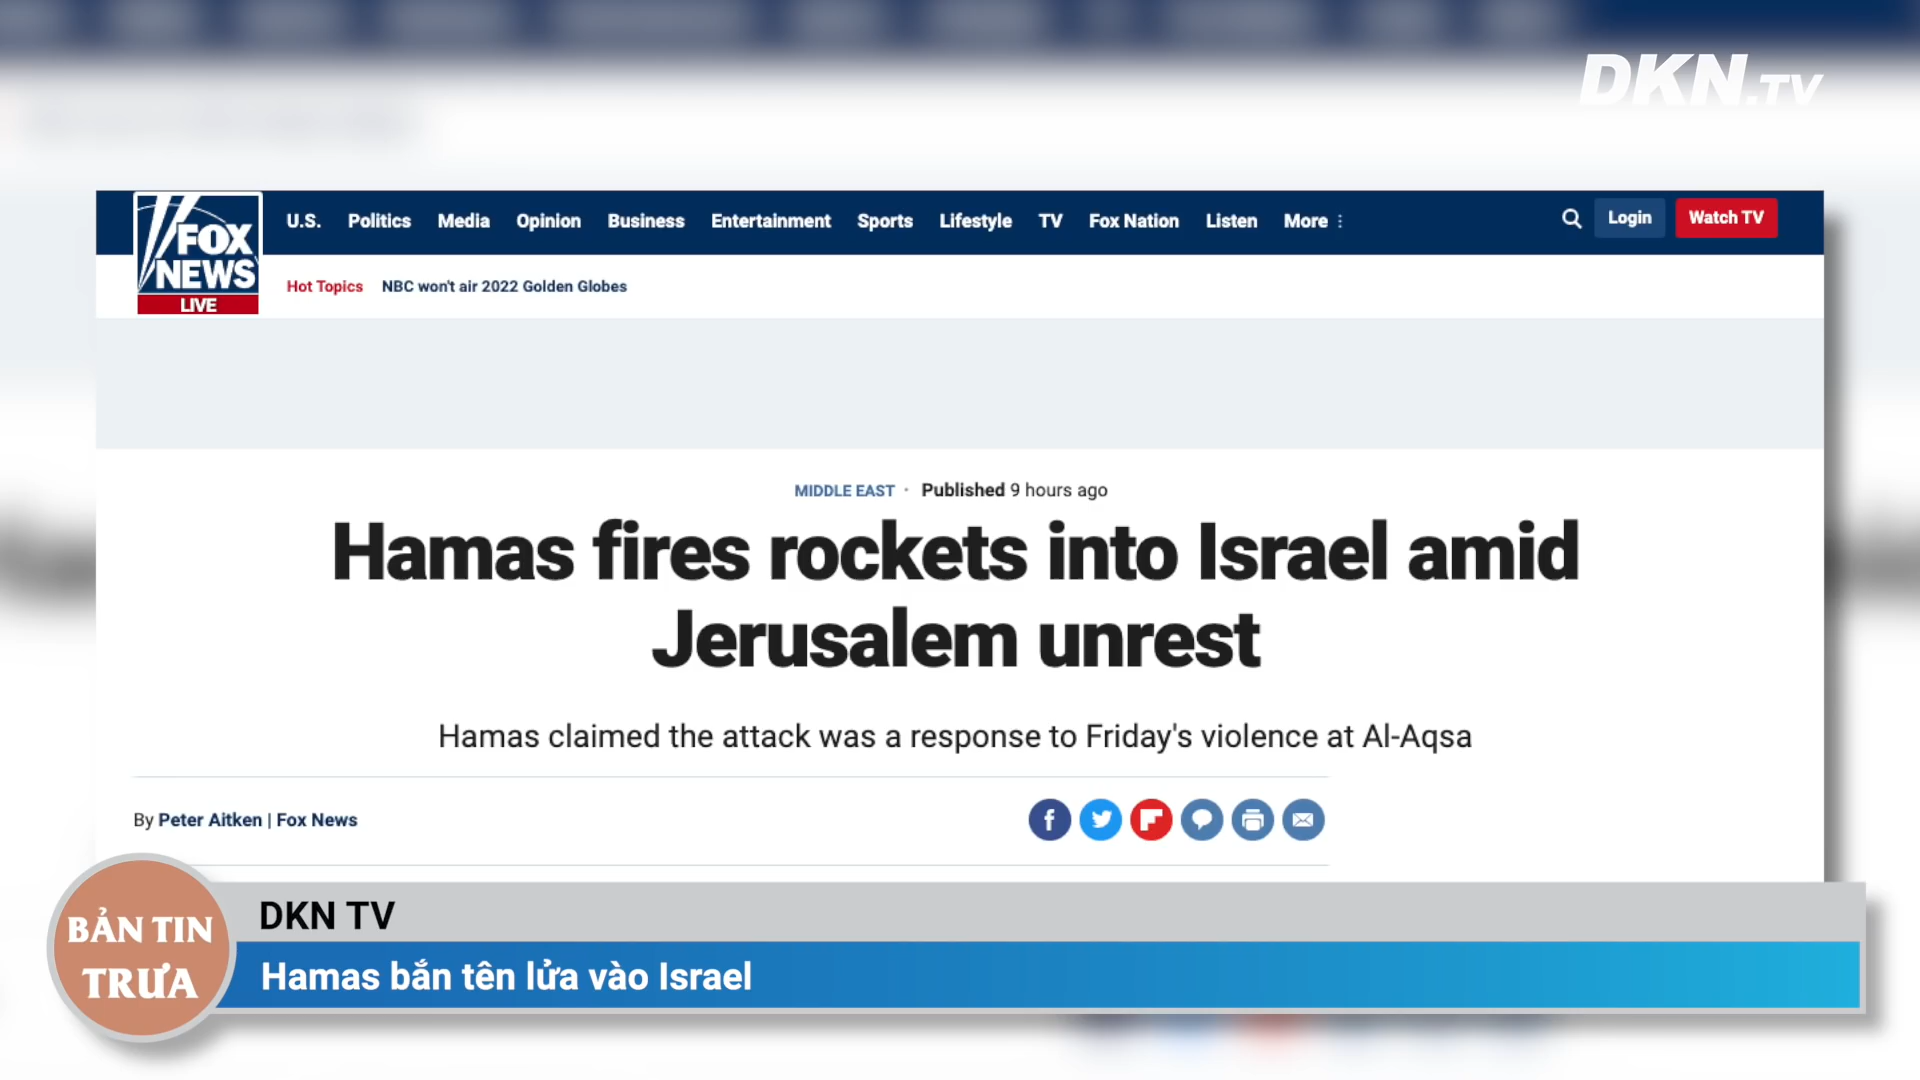 DKN.TV
FOX
NEWS
LIVE
U.S. Politics Media Opinion Business Entertainment Sports Lifestyle TV Fox Nation Listen More
Login
Watch TV
Hot Topics NBC won't air 2022 Golden Globes
MIDDLE EAST · Published 9 hours ago
Hamas fires rockets into Israel amid
Jerusalem unrest
Hamas claimed the attack was a response to Friday's violence at Al-Aqsa
By Peter Aitken | Fox News
BẢN TIN
TRƯA
DKN TV
Hamas bắn tên lửa vào Israel